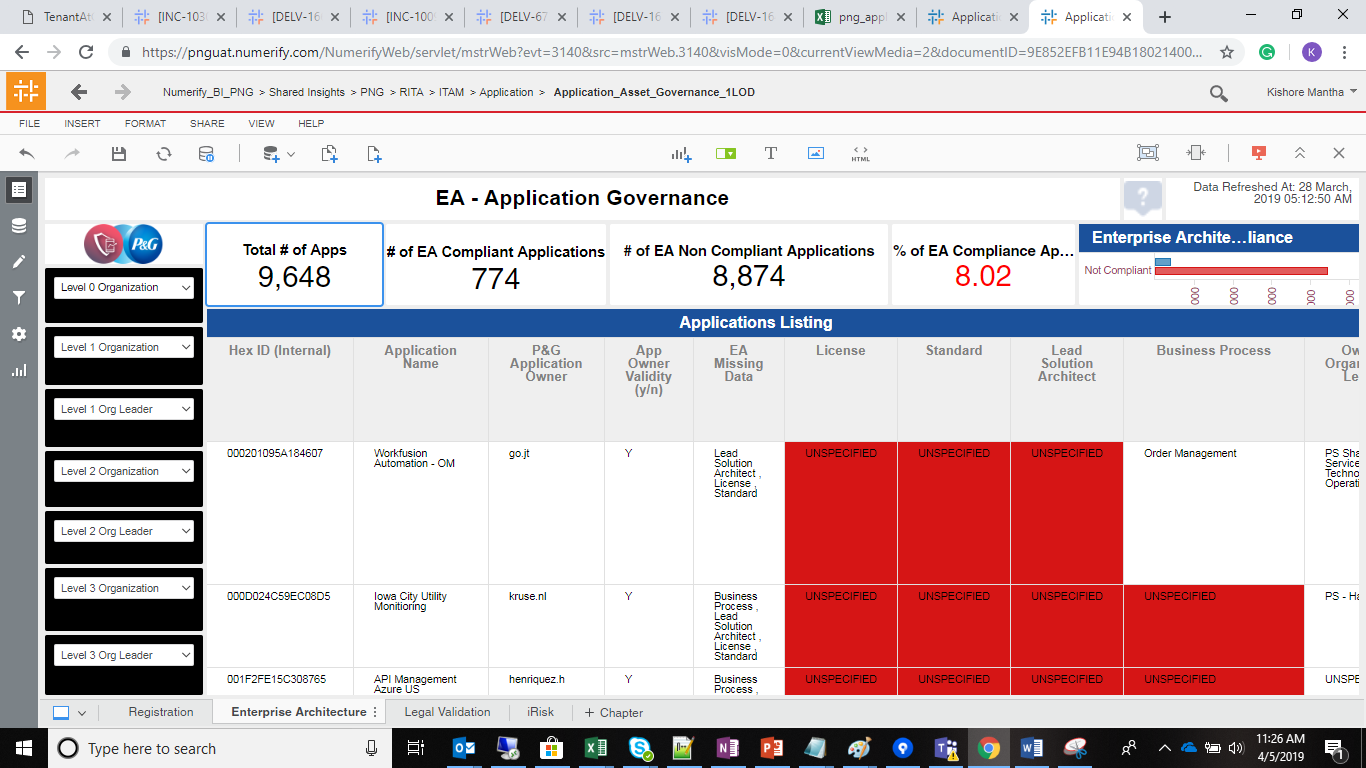 TenantAt
[INC-103
[DELV-16
[INC-100
[DELV-67
[DELV-16
[DELV-16
png_appl
Applicati
Applicati
https://pnguat.numerify.com/NumerifyWeb/servlet/mstrWeb?evt=3140&src=mstrWeb.3140&visMode=0&currentViewMedia=2&documentID=9E852EFB11E94B18021400...
K
Numerify_BI_PNG > Shared Insights > PNG > RITA > ITAM > Application > Application_Asset_Governance_1LOD
Kishore Mantha
FILE INSERT FORMAT SHARE VIEW HELP
HTML
EA - Application Governance
Data Refreshed At: 28 March,
2019 05:12:50 AM
P&G
Level 0 Organization
Level 1 Organization
Level 1 Org Leader
Level 2 Organization
Level 2 Org Leader
Level 3 Organization
Level 3 Org Leader
Total # of Apps
9,648
# of EA Compliant Applications
774
# of EA Non Compliant Applications
8,874
% of EA Compliance Ap...
8.02
Enterprise Archite...liance
Not Compliant
000
000
000
000
000
Applications Listing
Hex ID (Internal)
Application
Name
P&G
Application
Owner
App
Owner
Validity
(y/n)
EA
Missing
Data
License
Standard
Lead
Solution
Architect
Business Process
Ow
Organ
Le
000201095A184607
Workfusion
Automation - OM
go.jt
Y
Lead
Solution
Architect ,
License ,
Standard
UNSPECIFIED
UNSPECIFIED
UNSPECIFIED
Order Management
PS Sha
Service
Techno
Operati
000D024C59EC08D5
Iowa City Utility
Monitioring
kruse.nl
Y
Business
Process ,
Lead
Solution
Architect ,
License ,
Standard
UNSPECIFIED
UNSPECIFIED
UNSPECIFIED
UNSPECIFIED
PS - Ha
001F2FE15C308765
API Management
Azure US
henriquez.h
Y
Business
Process ,
UNSPECIFIED
UNSPECIFIED
UNSPECIFIED
UNSPECIFIED
UNSPE
Registration
Enterprise Architecture
Legal Validation
iRisk
+ Chapter
Type here to search
11:26 AM
4/5/2019
1